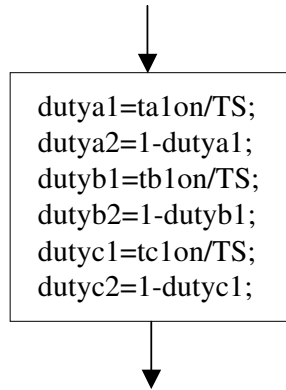 dutya1=ta1on/TS;
dutya2=1-dutya1;
dutyb1=tb1on/TS;
dutyb2=1-dutyb1;
dutyc1=tc1on/TS;
dutyc2=1-dutyc1;